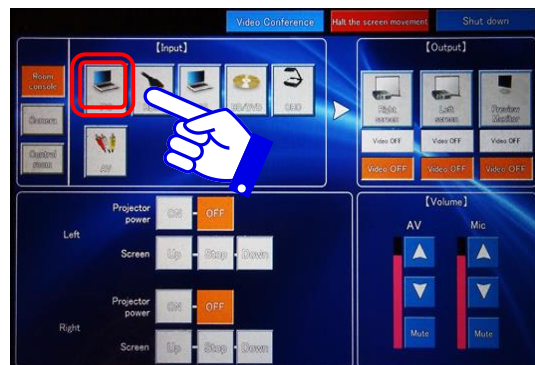 Video Conference
Halt the screen movement
Shut down
[Input]
Room console
Camera
Control room
BD/DVD
OHD
AV
[Output]
Right screen
Left screen
Preview Monitor
Video OFF
Video OFF
Video OFF
Video OFF
Video OFF
Video OFF
Left
Projector power
ON
OFF
Screen
Up
Stop
Down
Right
Projector power
ON
OFF
Screen
Up
Stop
Down
[Volume]
AV
Mic
Mute
Mute